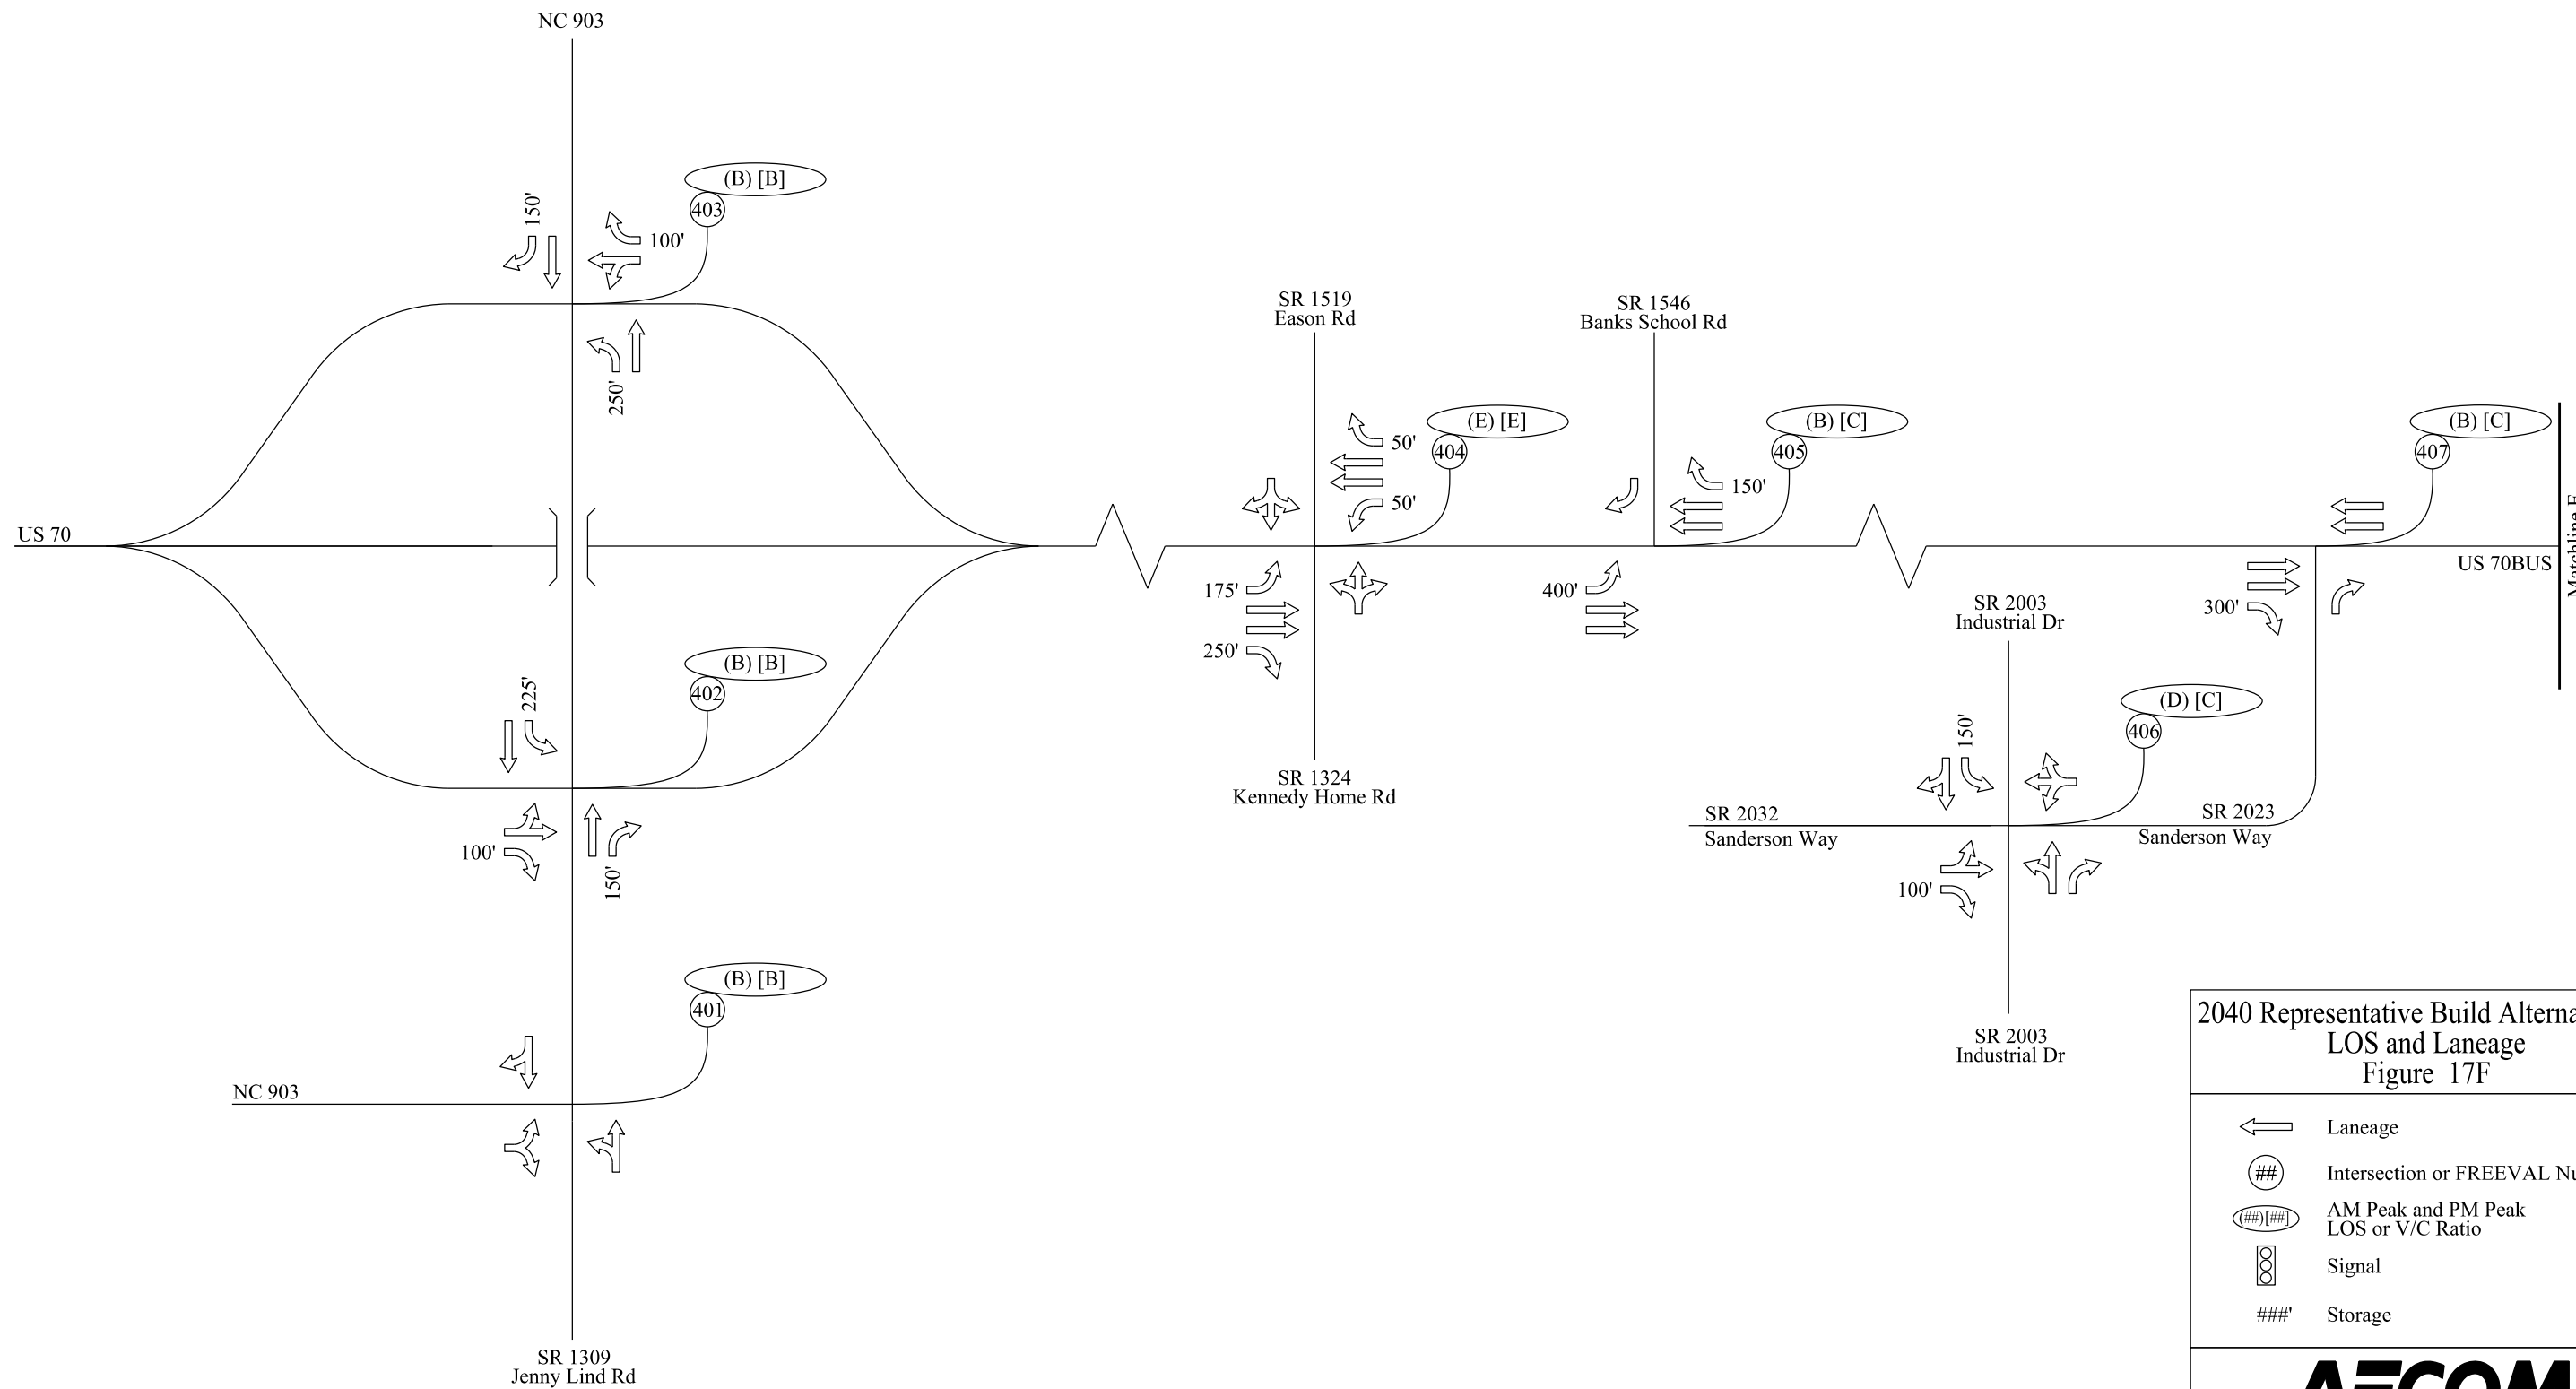 NC 903
(B) [B]
403
150'
100'
250'
US 70
SR 1519
Eason Rd
SR 1546
Banks School Rd
(E) [E]
404
50'
50'
175'
250'
(B) [C]
405
150'
400'
(B) [C]
407
US 70BUS
300'
SR 1324
Kennedy Home Rd
(B) [B]
402
225'
100'
150'
SR 2003
Industrial Dr
(D) [C]
406
150'
SR 2032
Sanderson Way
SR 2023
Sanderson Way
100'
SR 2003
Industrial Dr
(B) [B]
401
NC 903
SR 1309
Jenny Lind Rd
2040 Representative Build Alterna
LOS and Laneage
Figure 17F
Laneage
##
Intersection or FREEVAL Nu
(##)[##]
AM Peak and PM Peak
LOS or V/C Ratio
Signal
###'
Storage
AECOM
Matchline